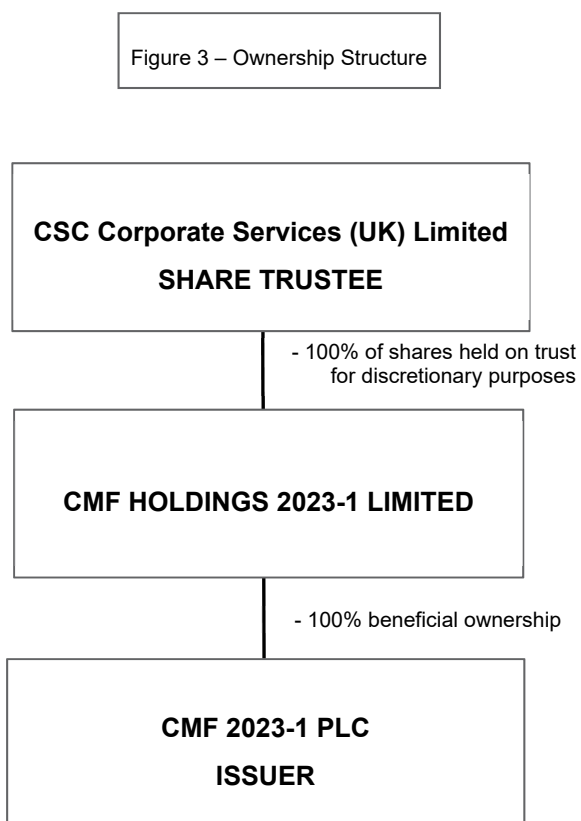 Figure 3 – Ownership Structure
CSC Corporate Services (UK) Limited
SHARE TRUSTEE
- 100% of shares held on trust
for discretionary purposes
CMF HOLDINGS 2023-1 LIMITED
- 100% beneficial ownership
CMF 2023-1 PLC
ISSUER